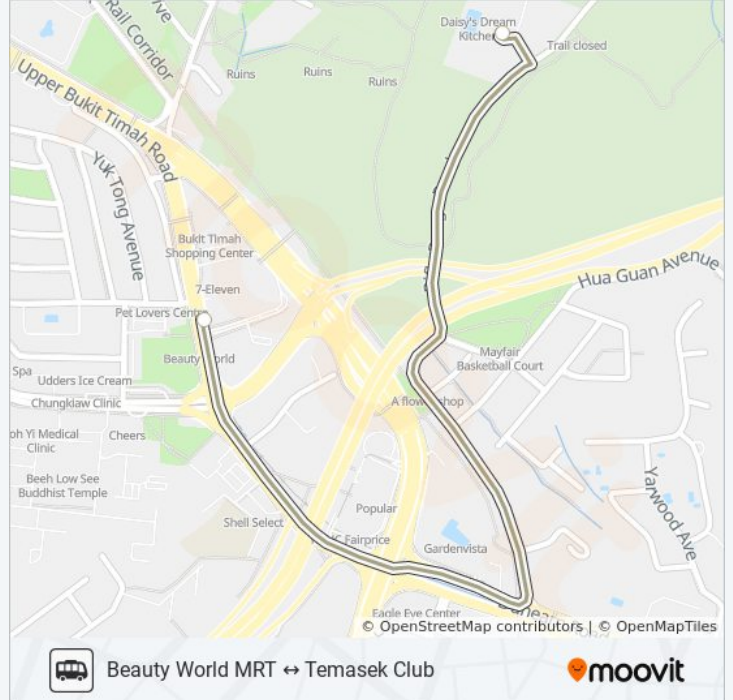 Daisy's Dream
Kitchen
Rail Corridor
Trail closed
Ruins
Ruins
Ruins
Upper Bukit Timah Road
Yuk Tong Avenue
Bukit Timah
Shopping Center
Hua Guan Avenue
7-Eleven
Pet Lovers Centre
Beauty World
Mayfair
Basketball Court
Spa
Udders Ice Cream
Chungkiaw Clinic
A flower shop
oh Yi Medical
Clinic
Cheers
Beeh Low See
Buddhist Temple
Yarwood Ave
Popular
Shell Select
Fairprice
Gardenvista
Eagle Eye Center
© OpenStreetMap contributors | © OpenMapTiles
Beauty World MRT ↔ Temasek Club
moovit